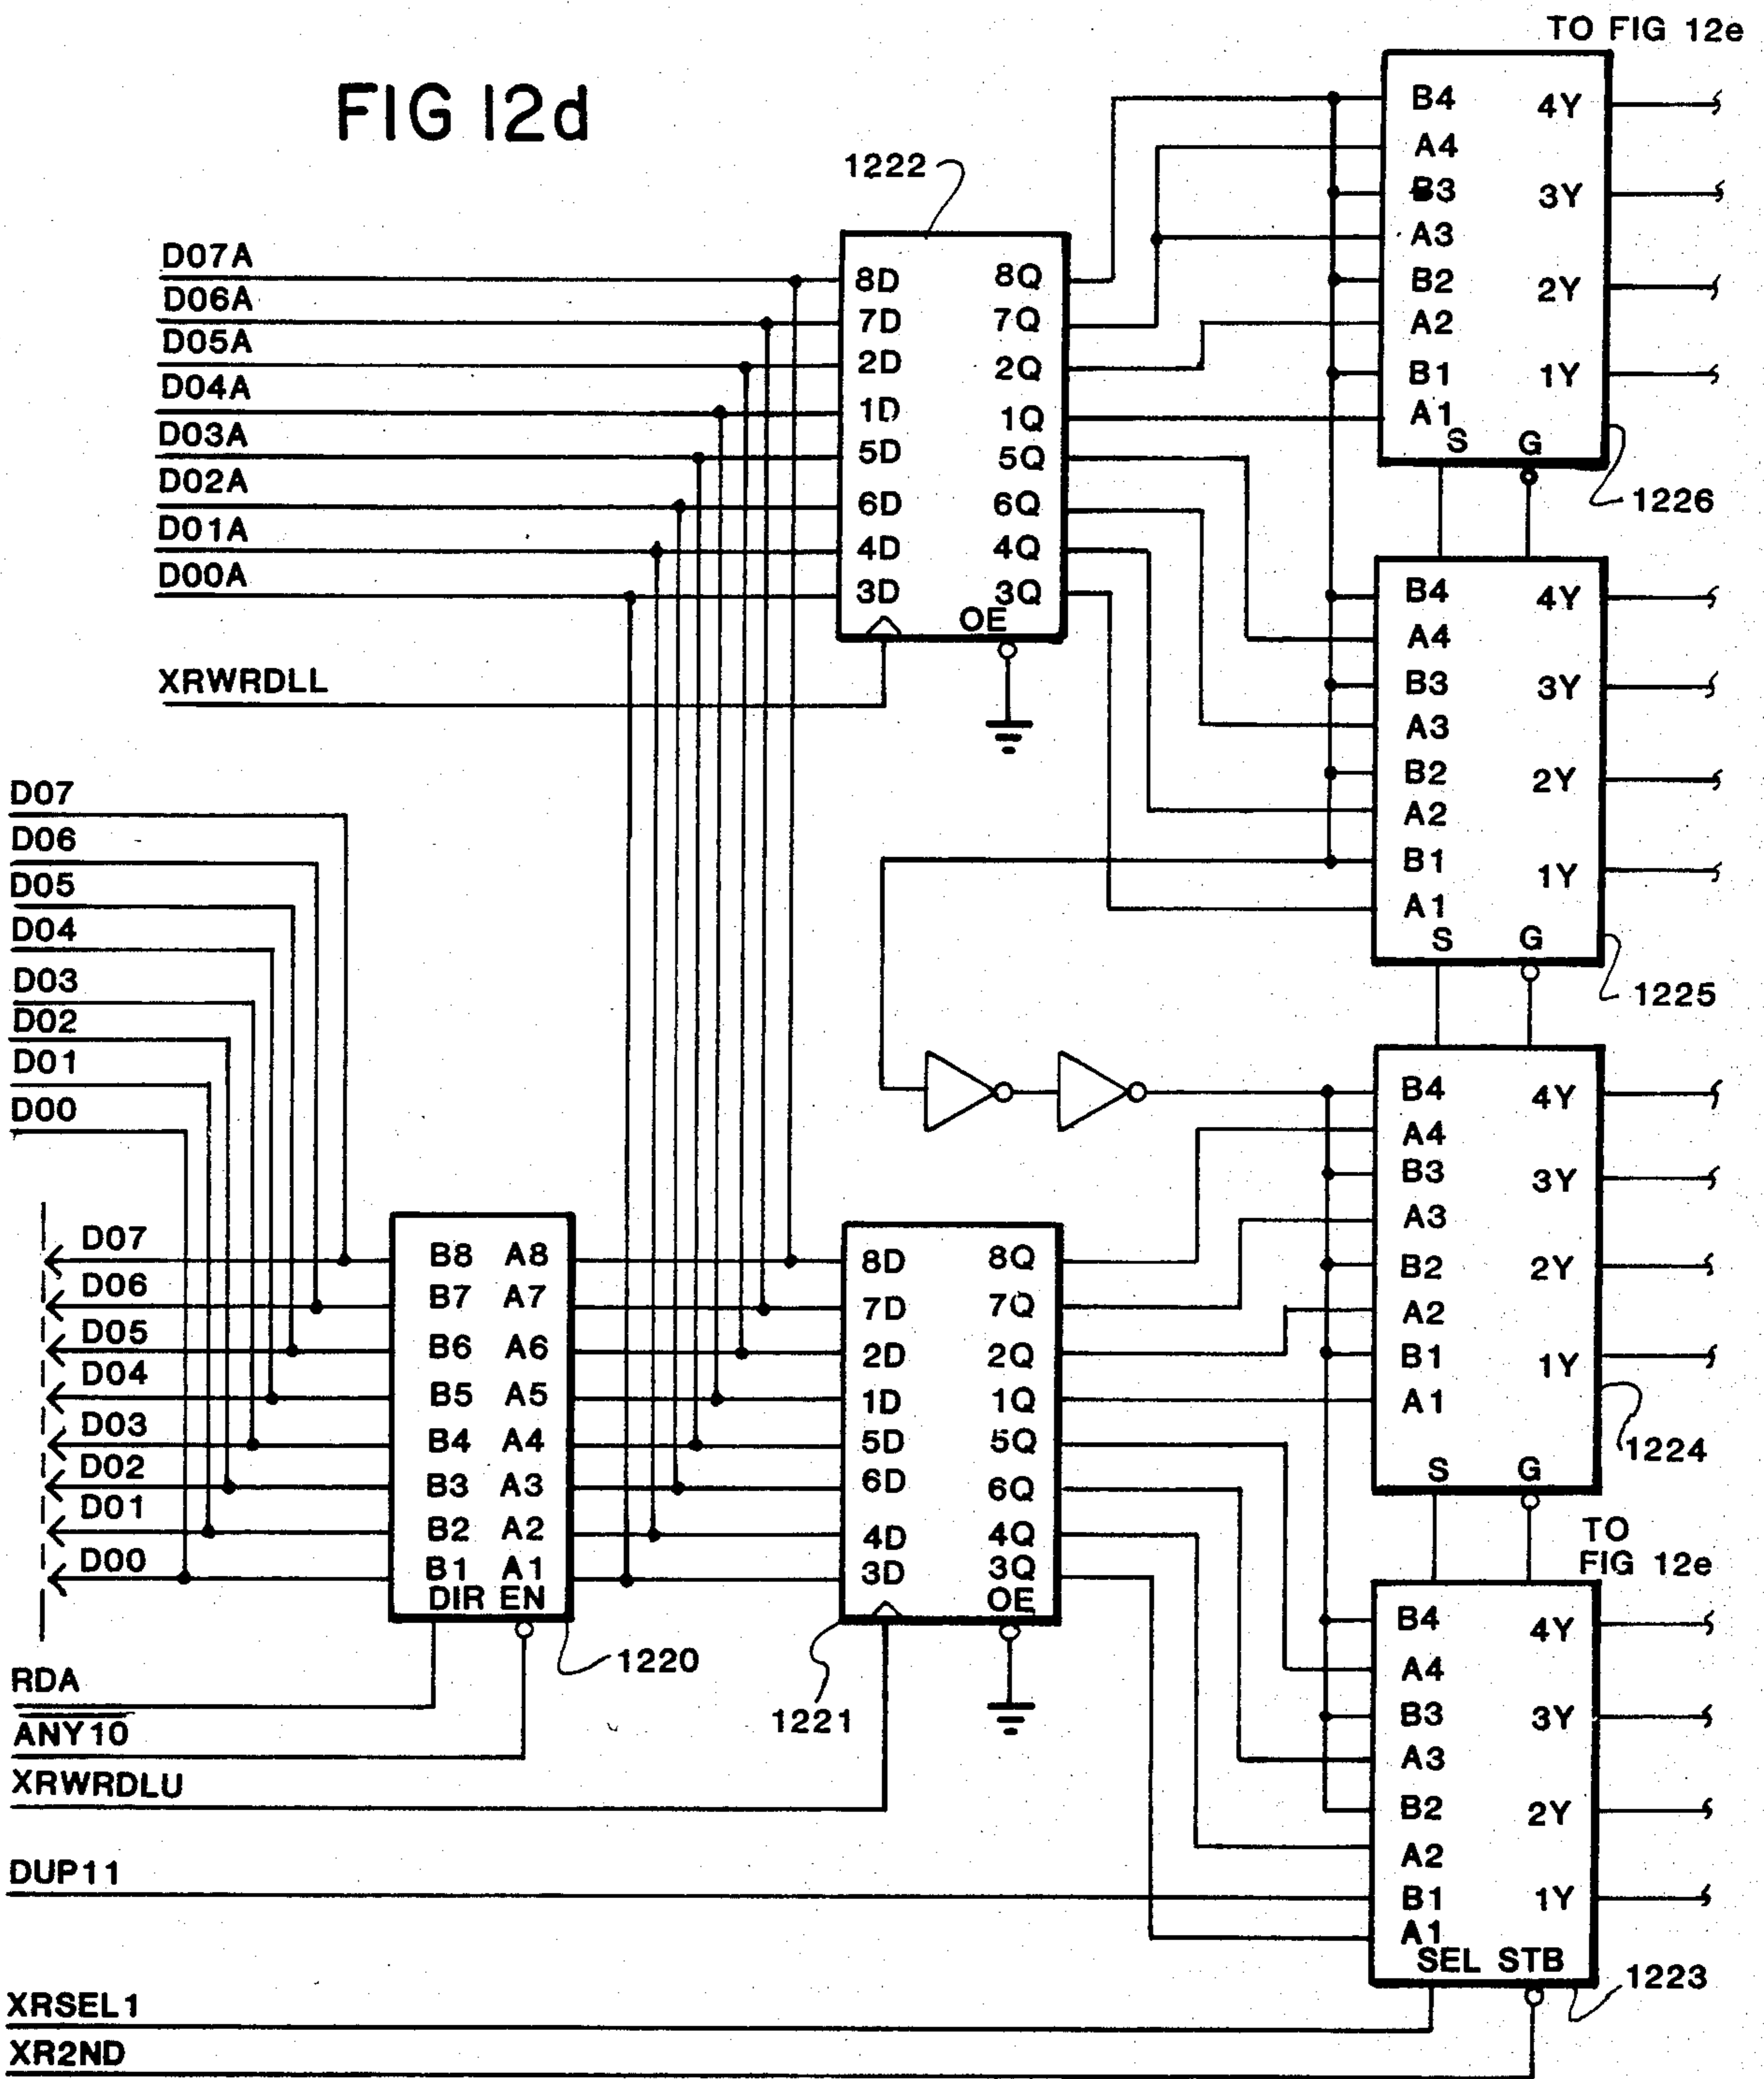 TO FIG 12e
FIG 12d
1222
D07A
D06A
D05A
D04A
D03A
D02A
D01A
D00A
XRWRDLL
8D 8Q
7D 7Q
2D 2Q
1D 1Q
5D 5Q
6D 6Q
4D 4Q
3D 3Q
OE
B4 4Y
A4
B3 3Y
A3
B2 2Y
A2
B1 1Y
A1
S G
1226
B4 4Y
A4
B3 3Y
A3
B2 2Y
A2
B1 1Y
A1
S G
1225
D07
D06
D05
D04
D03
D02
D01
D00
B4 4Y
A4
B3 3Y
A3
B2 2Y
A2
B1 1Y
A1
S G
1224
D07
D06
D05
D04
D03
D02
D01
D00
B8 A8
B7 A7
B6 A6
B5 A5
B4 A4
B3 A3
B2 A2
B1 A1
DIR EN
1220
8D 8Q
7D 7Q
2D 2Q
1D 1Q
5D 5Q
6D 6Q
4D 4Q
3D 3Q
OE
1221
TO
FIG 12e
B4 4Y
A4
B3 3Y
A3
B2 2Y
A2
B1 1Y
A1
SEL STB
1223
RDA
ANY10
XRWRDLU
DUP11
XRSEL1
XR2ND